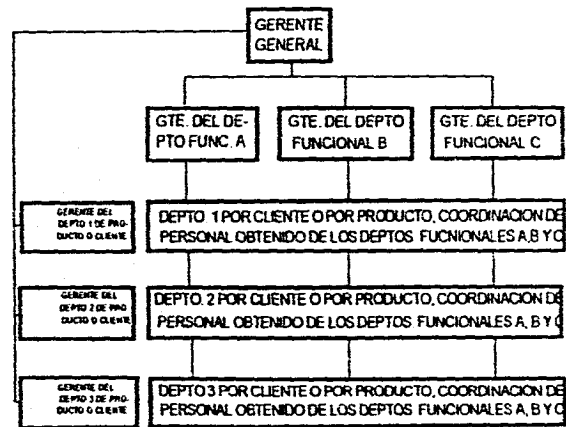 GERENTE
GENERAL
GTE. DEL DE-
PTO FUNC. A
GTE. DEL DEPTO
FUNCIONAL B
GTE. DEL DEPTO
FUNCIONAL C
GERENTE DEL
DEPTO 1 DE PRO-
DUCTO O CLIENTE
DEPTO 1 POR CLIENTE O POR PRODUCTO, COORDINACION DE
PERSONAL OBTENIDO DE LOS DEPTOS FUCNIONALES A,B Y C
GERENTE DEL
DEPTO 2 DE PRO
DUCTO O CLIENTE
DEPTO. 2 POR CLIENTE O POR PRODUCTO, COORDINACION DE
PERSONAL OBTENIDO DE LOS DEPTOS FUNCIONALES A, B Y C
GERENTE DEL
DEPTO 3 DE PRO-
DUCTO O CLIENTE
DEPTO 3 POR CLIENTE O POR PRODUCTO, COORDINACION DE
PERSONAL OBTENIDO DE LOS DEPTOS FUNCIONALES A, B Y C